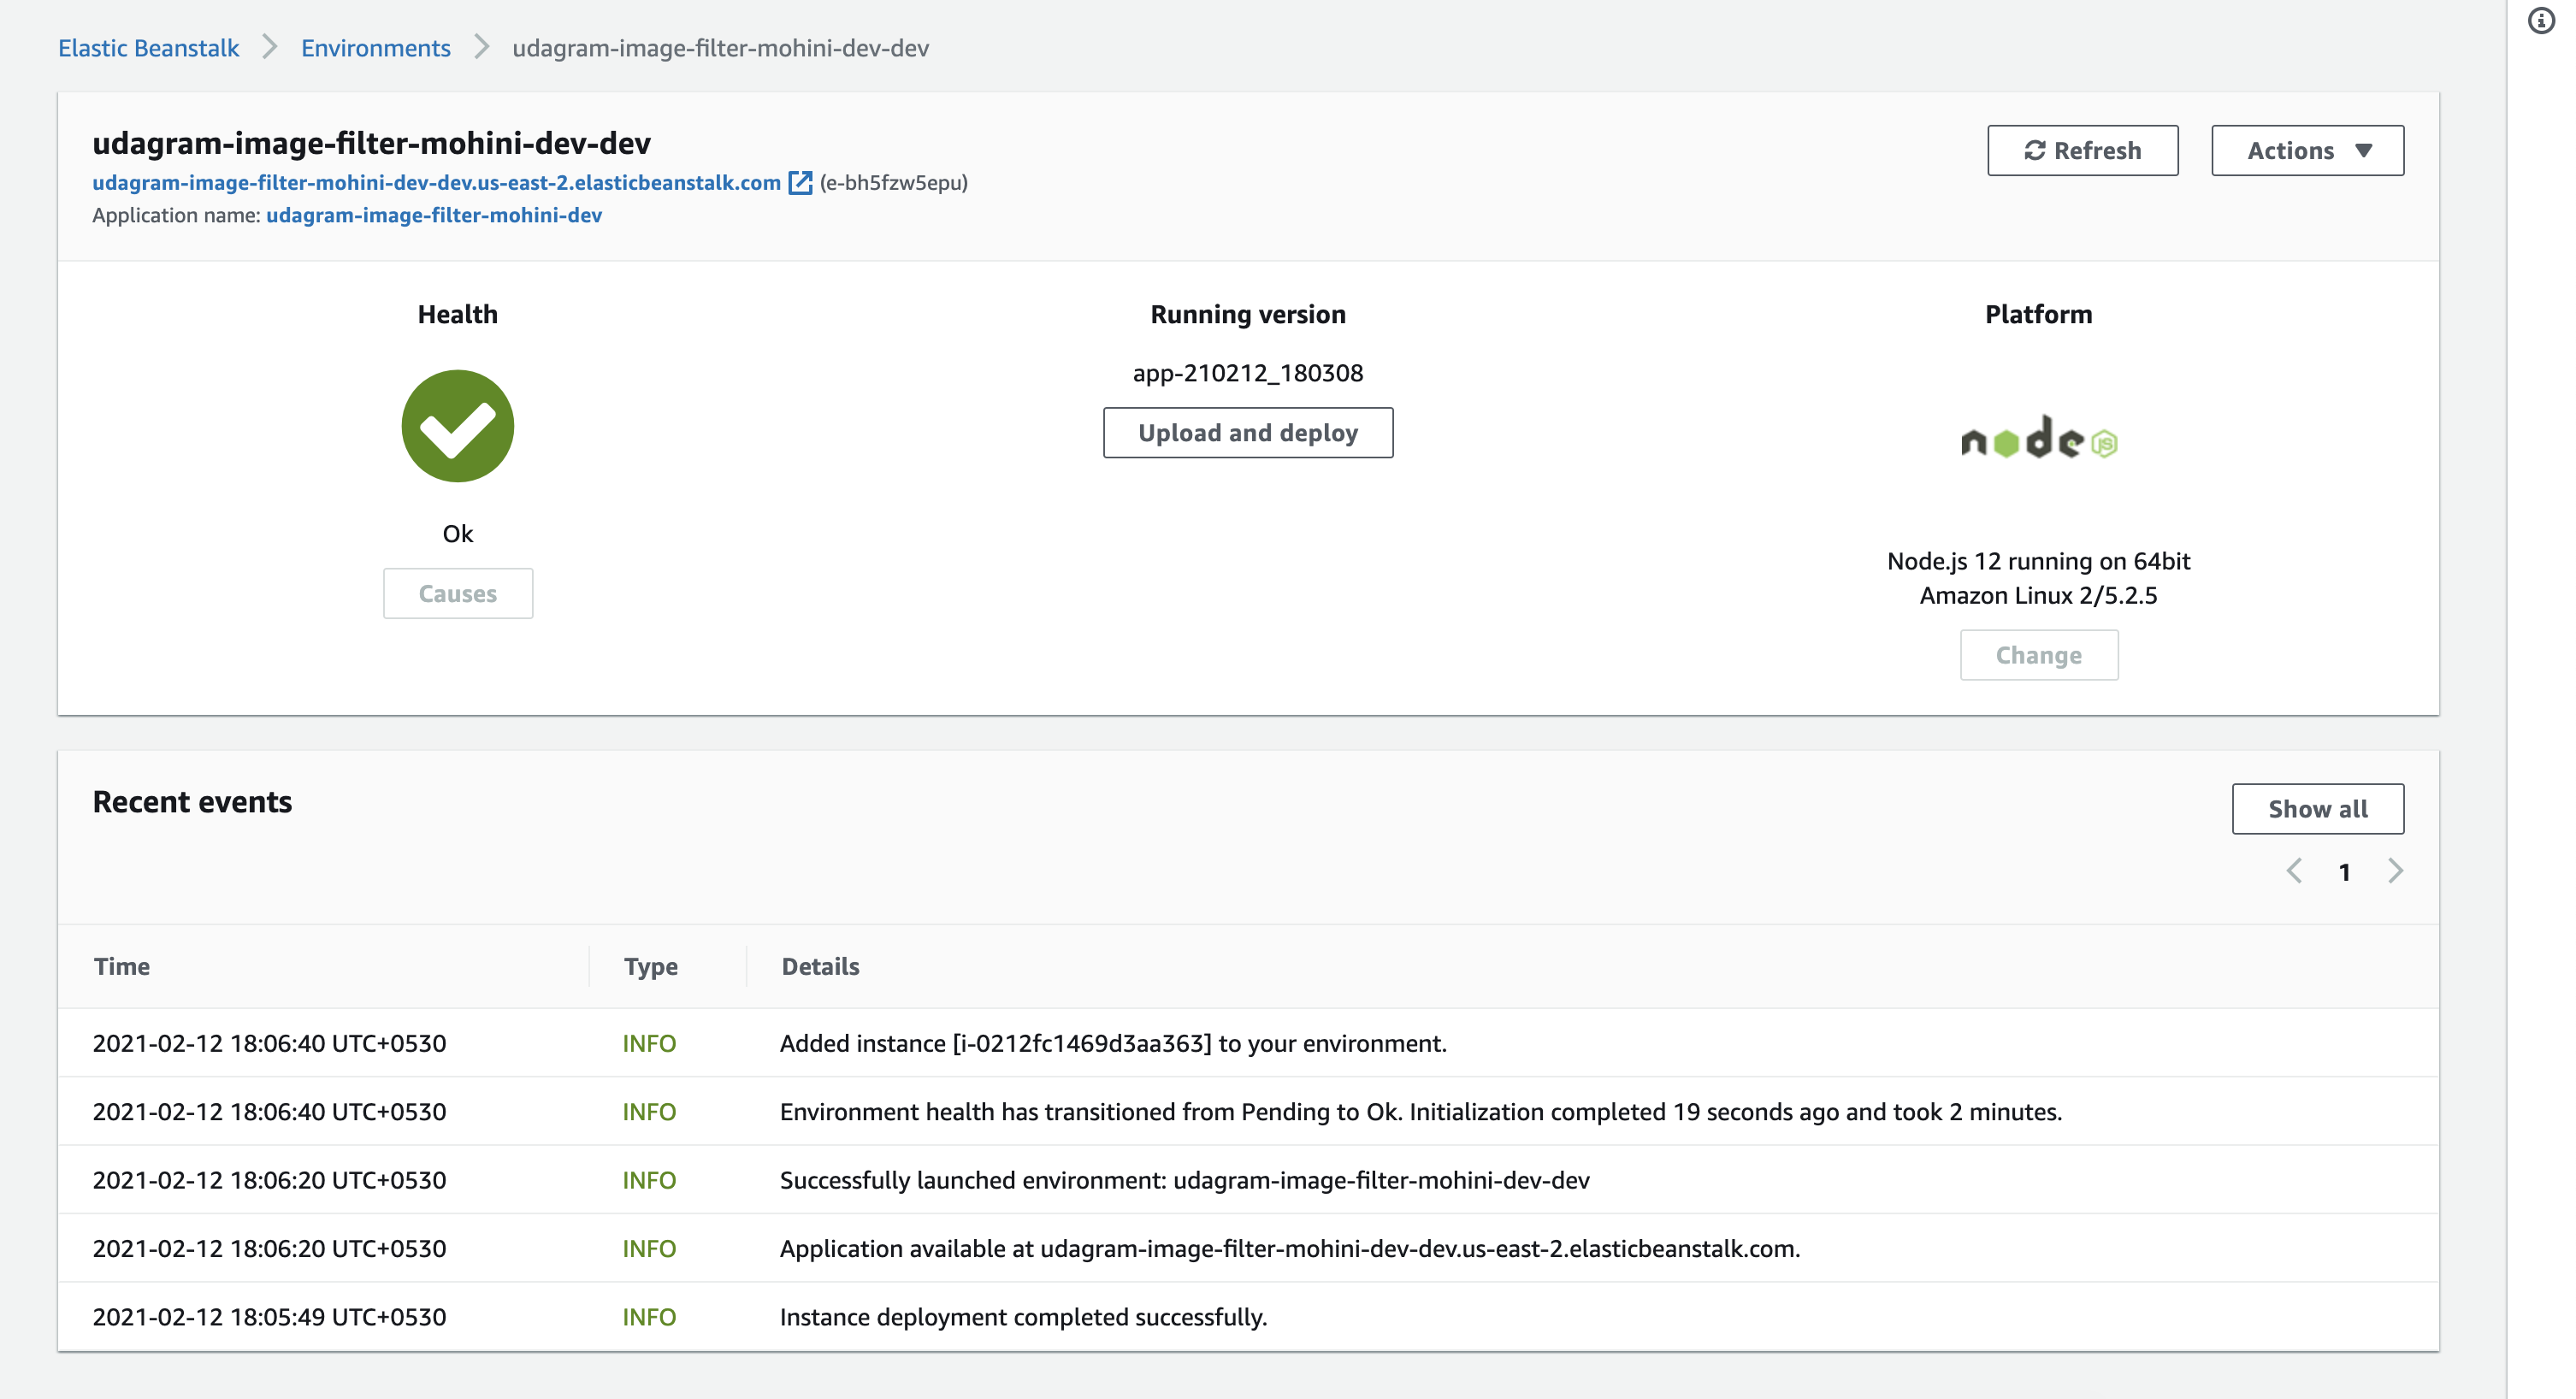 Elastic Beanstalk > Environments > udagram-image-filter-mohini-dev-dev
udagram-image-filter-mohini-dev-dev
Refresh
Actions
udagram-image-filter-mohini-dev-dev.us-east-2.elasticbeanstalk.com (e-bh5fzw5epu)
Application name: udagram-image-filter-mohini-dev
Health
Ok
Causes
Running version
app-210212_180308
Upload and deploy
Platform
node JS
Node.js 12 running on 64bit
Amazon Linux 2/5.2.5
Change
Recent events
Show all
1
Time Type Details
2021-02-12 18:06:40 UTC+0530 INFO Added instance [i-0212fc1469d3aa363] to your environment.
2021-02-12 18:06:40 UTC+0530 INFO Environment health has transitioned from Pending to Ok. Initialization completed 19 seconds ago and took 2 minutes.
2021-02-12 18:06:20 UTC+0530 INFO Successfully launched environment: udagram-image-filter-mohini-dev-dev
2021-02-12 18:06:20 UTC+0530 INFO Application available at udagram-image-filter-mohini-dev-dev.us-east-2.elasticbeanstalk.com.
2021-02-12 18:05:49 UTC+0530 INFO Instance deployment completed successfully.